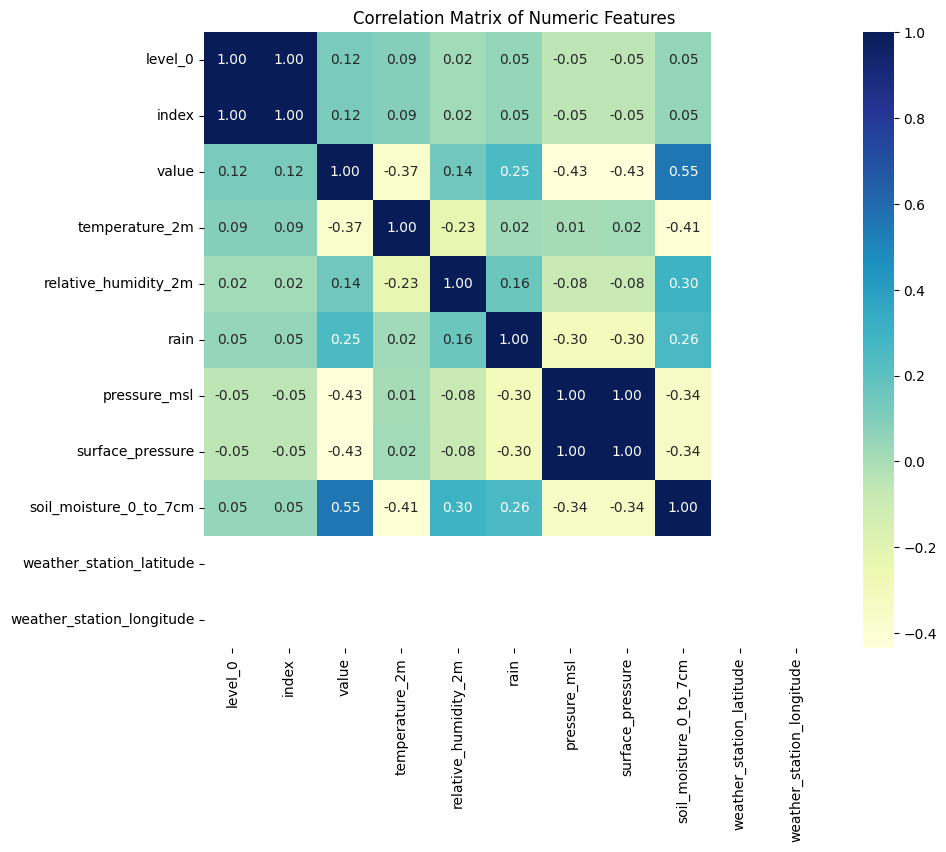 Correlation Matrix of Numeric Features
level_0 1.00 1.00 0.12 0.09 0.02 0.05 -0.05 -0.05 0.05
index 1.00 1.00 0.12 0.09 0.02 0.05 -0.05 -0.05 0.05
value 0.12 0.12 1.00 -0.37 0.14 0.25 -0.43 -0.43 0.55
temperature_2m 0.09 0.09 -0.37 1.00 -0.23 0.02 0.01 0.02 -0.41
relative_humidity_2m 0.02 0.02 0.14 -0.23 1.00 0.16 -0.08 -0.08 0.30
rain 0.05 0.05 0.25 0.02 0.16 1.00 -0.30 -0.30 0.26
pressure_msl -0.05 -0.05 -0.43 0.01 -0.08 -0.30 1.00 1.00 -0.34
surface_pressure -0.05 -0.05 -0.43 0.02 -0.08 -0.30 1.00 1.00 -0.34
soil_moisture_0_to_7cm 0.05 0.05 0.55 -0.41 0.30 0.26 -0.34 -0.34 1.00
weather_station_latitude
weather_station_longitude
level_0
index
value
temperature_2m
relative_humidity_2m
rain
pressure_msl
surface_pressure
soil_moisture_0_to_7cm
weather_station_latitude
weather_station_longitude
1.0
0.8
0.6
0.4
0.2
0.0
−0.2
−0.4